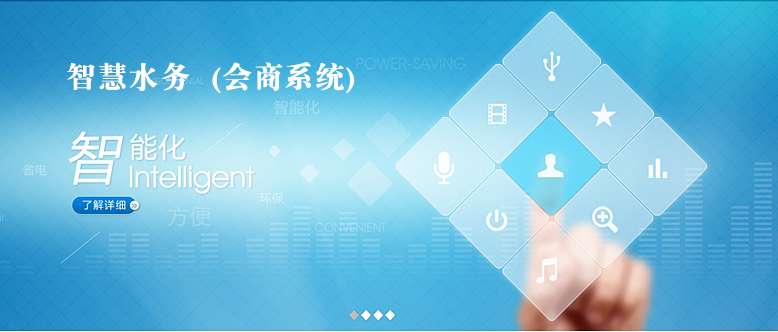 智慧水务 (会商系统)
POWER-SAVING
智能化
智能化
Intelligent
省电
环保
了解详细
方便
CONVENIENT